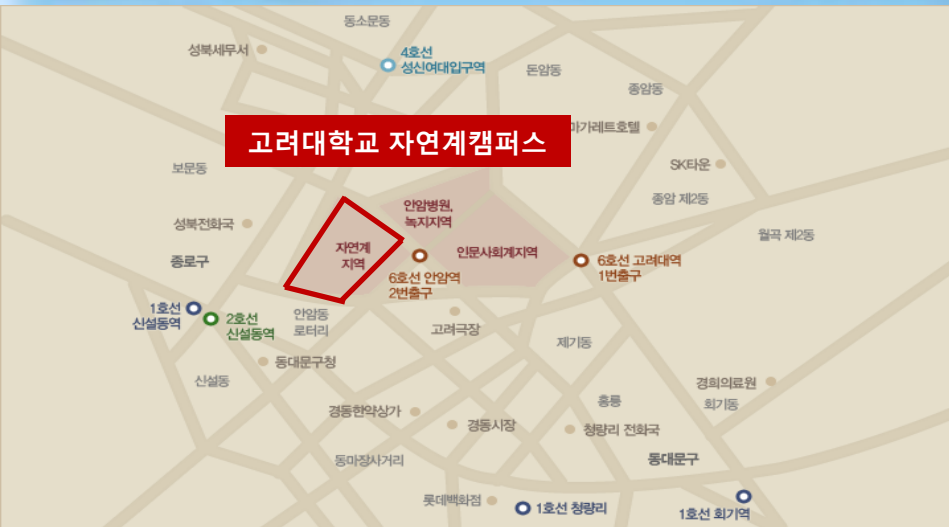 동소문동
성북세무서
4호선
성신여대입구역
돈암동
종암동
고려대학교 자연계캠퍼스
마가레트호텔
보문동
SK타운
안암병원,
녹지지역
종암 제2동
성북전화국
월곡 제2동
자연계
지역
인문사회계지역
종로구
6호선 안암역
2번출구
6호선 고려대역
1번출구
1호선
신설동역
2호선
신설동역
안암동
로터리
고려극장
제기동
동대문구청
신설동
경희의료원
회기동
홍릉
경동한약상가
경동시장
청량리 전화국
동마장사거리
동대문구
롯데백화점
1호선 청량리
1호선 회기역